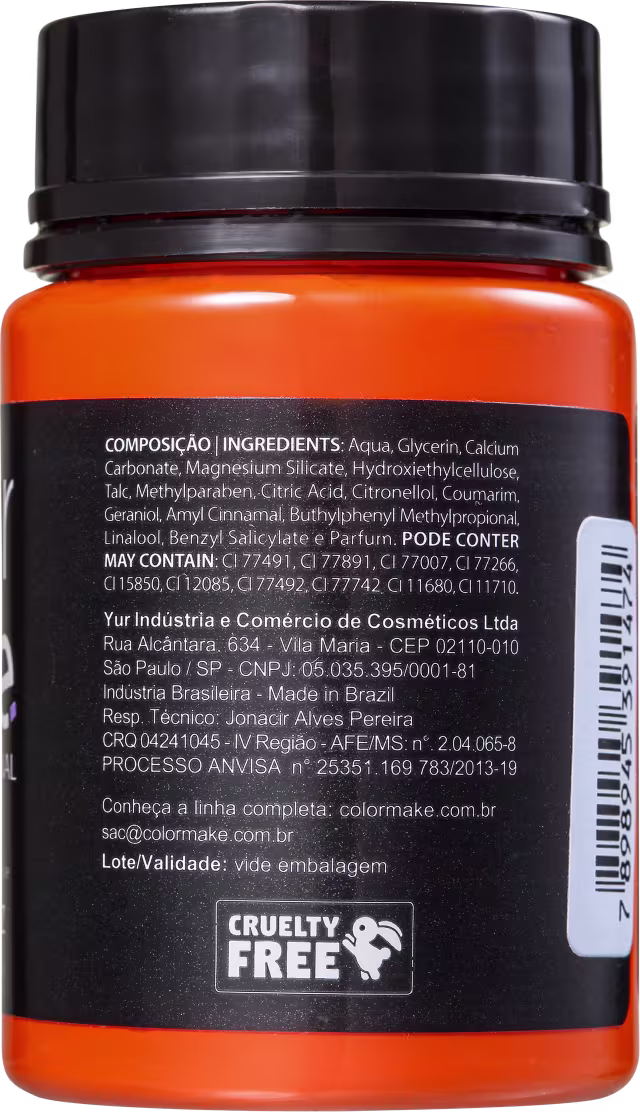 COMPOSIÇÃO | INGREDIENTS: Aqua, Glycerin, Calcium
Carbonate, Magnesium Silicate, Hydroxiethylcellulose,
Talc, Methylparaben, Citric Acid, Citronellol, Coumarim,
Geraniol, Amyl Cinnamal, Buthylphenyl Methylpropional,
Linalool, Benzyl Salicylate e Parfum. PODE CONTER
MAY CONTAIN: CI 77491, CI 77891, CI 77007, CI 77266,
CI 15850, CI 12085, CI 77492, CI 77742, CI 11680, CI 11710.
Yur Indústria e Comércio de Cosméticos Ltda
Rua Alcântara, 634 - Vila Maria - CEP 02110-010
São Paulo / SP - CNPJ: 05.035.395/0001-81
Indústria Brasileira - Made in Brazil
Resp. Técnico: Jonacir Alves Pereira
CRQ 04241045 - IV Região - AFE/MS: n°. 2.04.065-8
PROCESSO ANVISA n° 25351.169 783/2013-19
Conheça a linha completa: colormake.com.br
sac@colormake.com.br
Lote/Validade: vide embalagem
CRUELTY
FREE
7 898945 391474